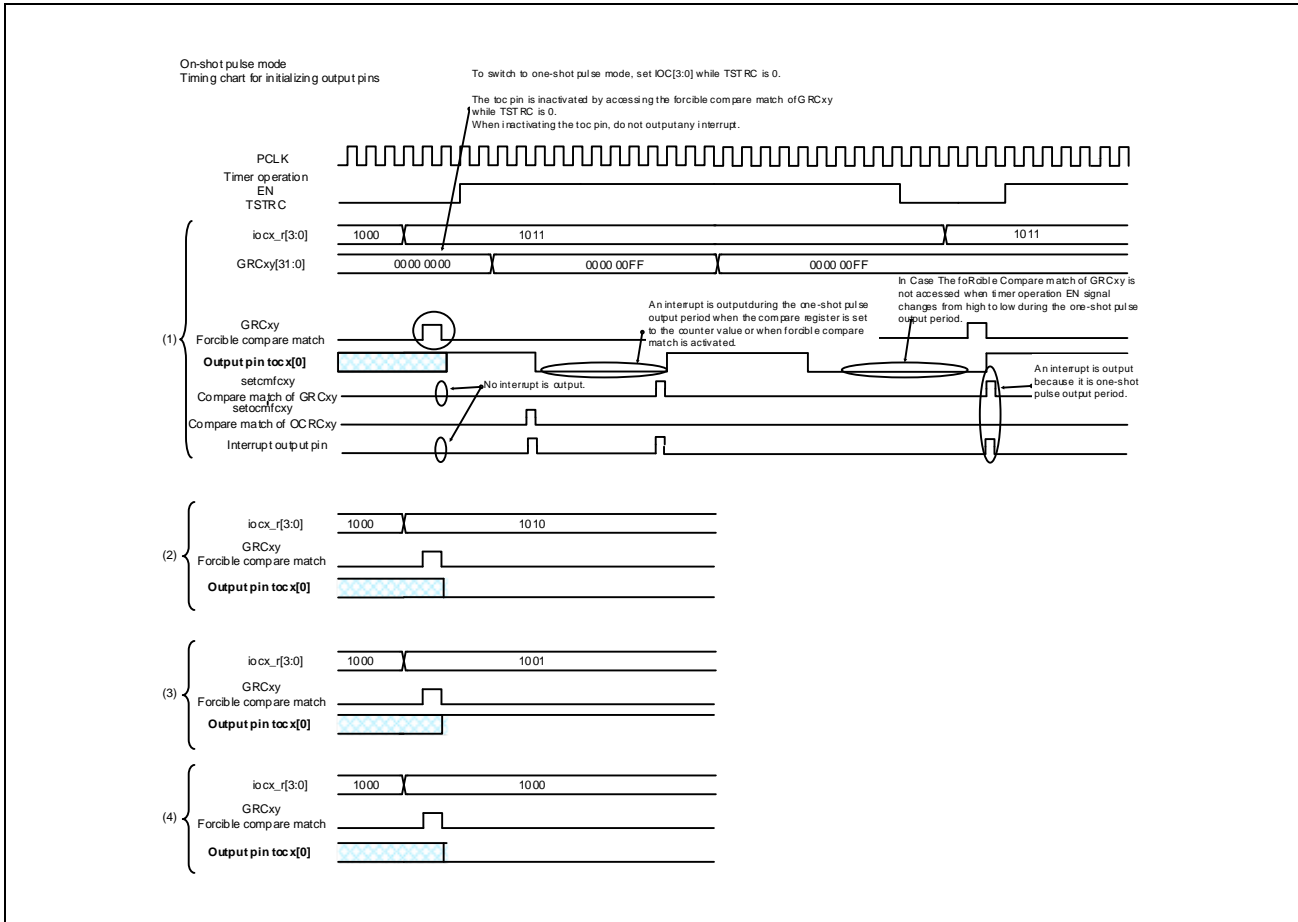 On-shot pulse mode
Timing chart for initializing output pins
To switch to one-shot pulse mode, set IOC[3:0] while TSTRC is 0.
The toc pin is inactivated by accessing the forcible compare match of GRCxy
while TSTRC is 0.
When inactivating the toc pin, do not output any interrupt.
PCLK
Timer operation
EN
TSTRC
(1)
iocx_r[3:0]
1000
1011
1011
GRCxy[31:0]
0000 0000
0000 00FF
0000 00FF
In Case The foRcible Compare match of GRCxy is
not accessed when timer operation EN signal
changes from high to low during the one-shot pulse
output period.
An interrupt is output during the one-shot pulse
output period when the compare register is set
to the counter value or when forcible compare
match is activated.
GRCxy
Forcible compare match
Output pin tocx[0]
An interrupt is output
because it is one-shot
pulse output period.
setcmfcxy
Compare match of GRCxy
No interrupt is output.
setocmfcxy
Compare match of OCRCxy
Interrupt output pin
(2)
iocx_r[3:0]
1000
1010
GRCxy
Forcible compare match
Output pin tocx[0]
(3)
iocx_r[3:0]
1000
1001
GRCxy
Forcible compare match
Output pin tocx[0]
(4)
iocx_r[3:0]
1000
1000
GRCxy
Forcible compare match
Output pin tocx[0]